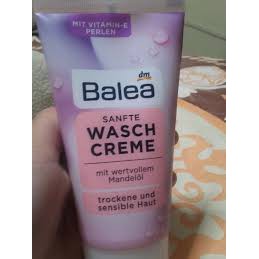 MIT VITAMIN-E
PERLEN
dm
Balea
SANFTE
WASCH
CREME
mit wertvollem
Mandelöl
trockene und
sensible Haut